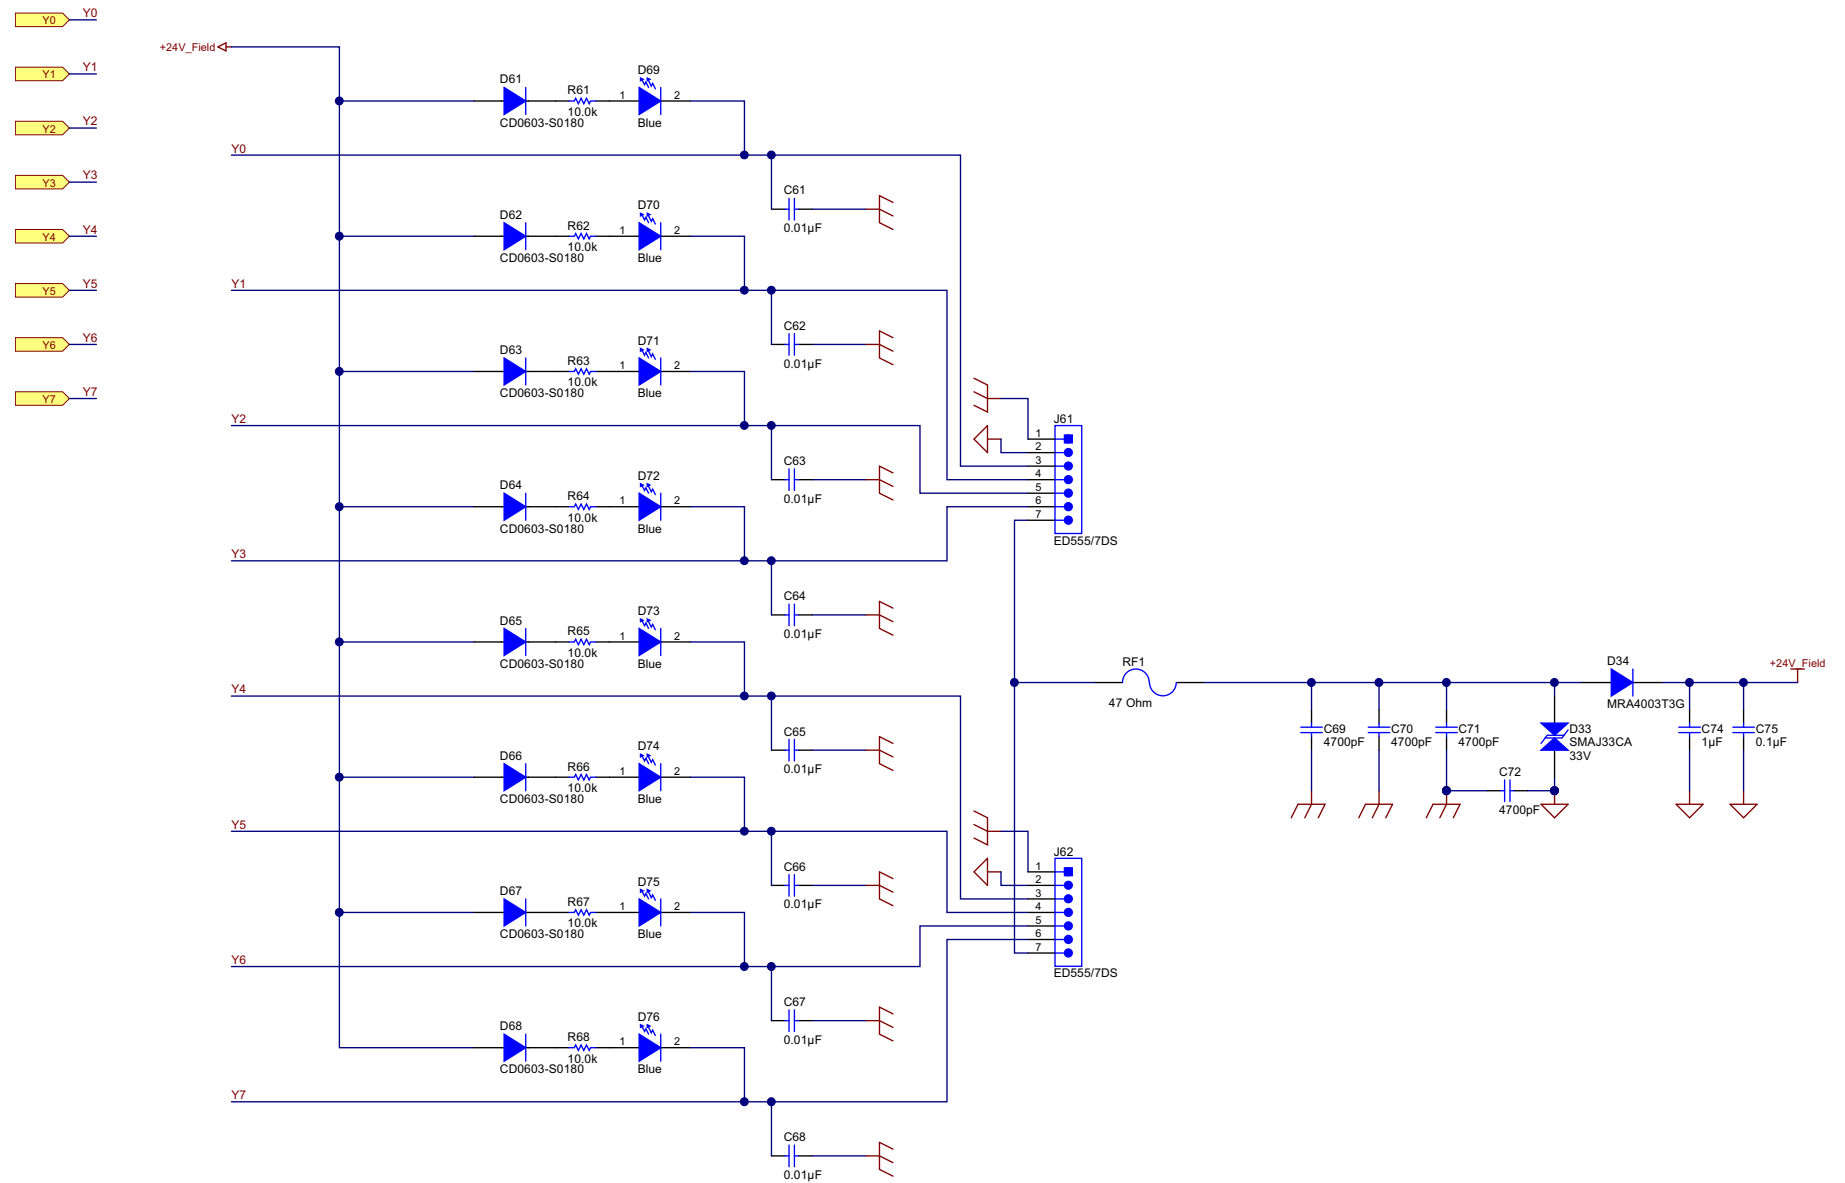 Y0 Y0
Y1 Y1
Y2 Y2
Y3 Y3
Y4 Y4
Y5 Y5
Y6 Y6
Y7 Y7
+24V_Field
D61
CD0603-S0180
R61
10.0k
1
D69
2
Blue
Y0
C61
0.01µF
D62
CD0603-S0180
R62
10.0k
1
D70
2
Blue
Y1
C62
0.01µF
D63
CD0603-S0180
R63
10.0k
1
D71
2
Blue
Y2
C63
0.01µF
D64
CD0603-S0180
R64
10.0k
1
D72
2
Blue
Y3
C64
0.01µF
D65
CD0603-S0180
R65
10.0k
1
D73
2
Blue
Y4
C65
0.01µF
D66
CD0603-S0180
R66
10.0k
1
D74
2
Blue
Y5
C66
0.01µF
D67
CD0603-S0180
R67
10.0k
1
D75
2
Blue
Y6
C67
0.01µF
D68
CD0603-S0180
R68
10.0k
1
D76
2
Blue
Y7
C68
0.01µF
J61
1
2
3
4
5
6
7
ED555/7DS
J62
1
2
3
4
5
6
7
ED555/7DS
RF1
47 Ohm
C69
4700pF
C70
4700pF
C71
4700pF
C72
4700pF
D33
SMAJ33CA
33V
D34
MRA4003T3G
C74
1µF
C75
0.1µF
+24V_Field